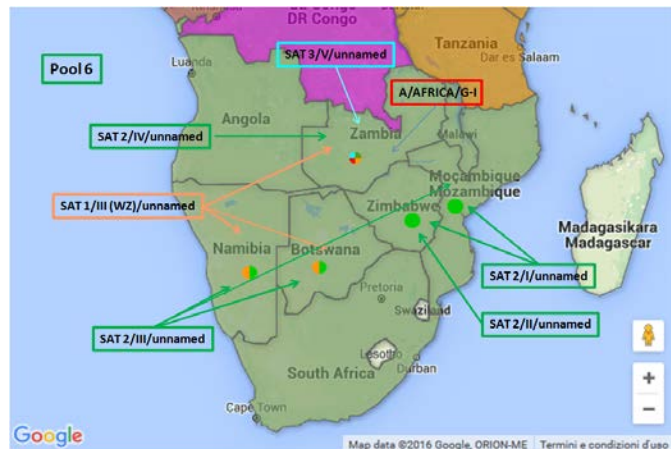 DR Congo
Tanzania
SAT 3/V/unnamed
Pool 6
Luanda
Dar es Salaam
A/AFRICA/G-I
Angola
SAT 2/IV/unnamed
Zambia
Malawi
Moçambique
Mozambique
SAT 1/III (WZ)/unnamed
Zimbabwe
Madagasikara
Madagascar
Namibia
Botswana
SAT 2/I/unnamed
Pretoria
Swaziland
SAT 2/II/unnamed
SAT 2/III/unnamed
Lesotho
Durban
South Africa
Cape Town
+
−
Google
Map data ©2016 Google, ORION-ME
Termini e condizioni d'uso